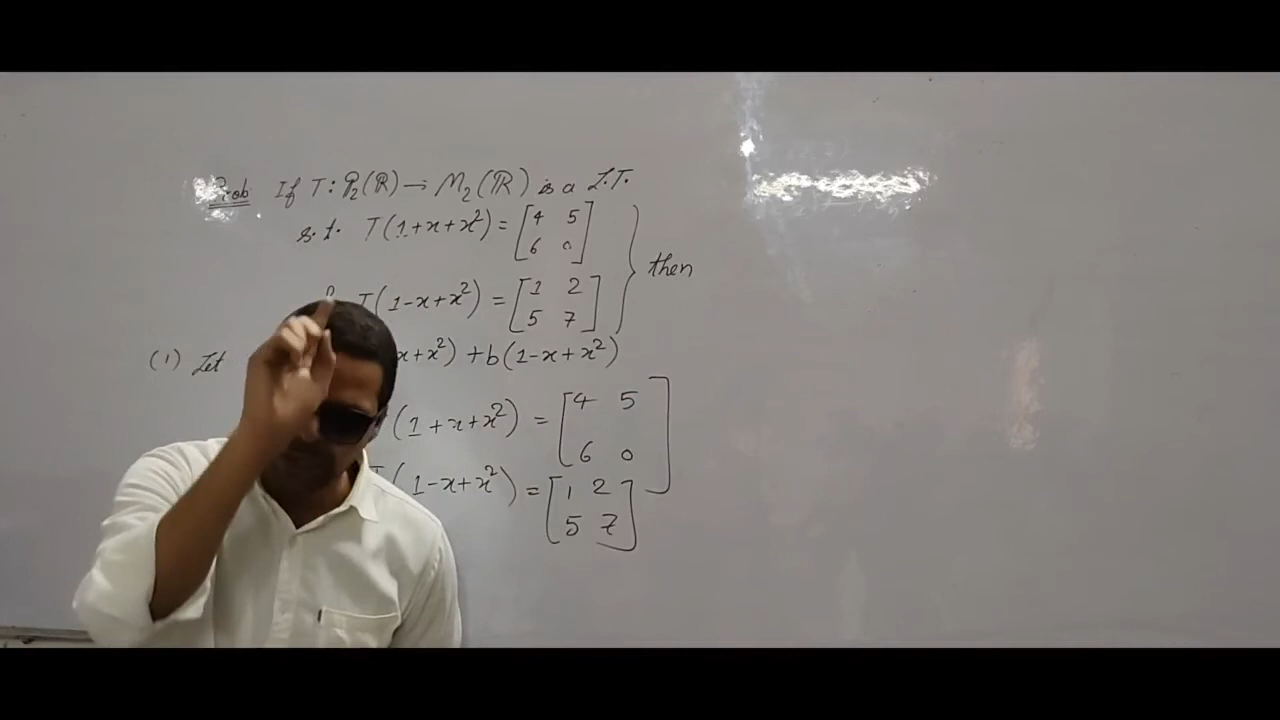 Prob If T: P₂(ℝ) → M₂(ℝ) is a L.T.
s.t. T(1+x+x²) = [4 5
6 0] } then
T(1-x+x²) = [1 2
5 7]
(1) Let x+x²) + b(1-x+x²)
(1+x+x²) = [4 5
6 0]
(1-x+x²) = [1 2
5 7]